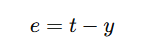 e = t − y